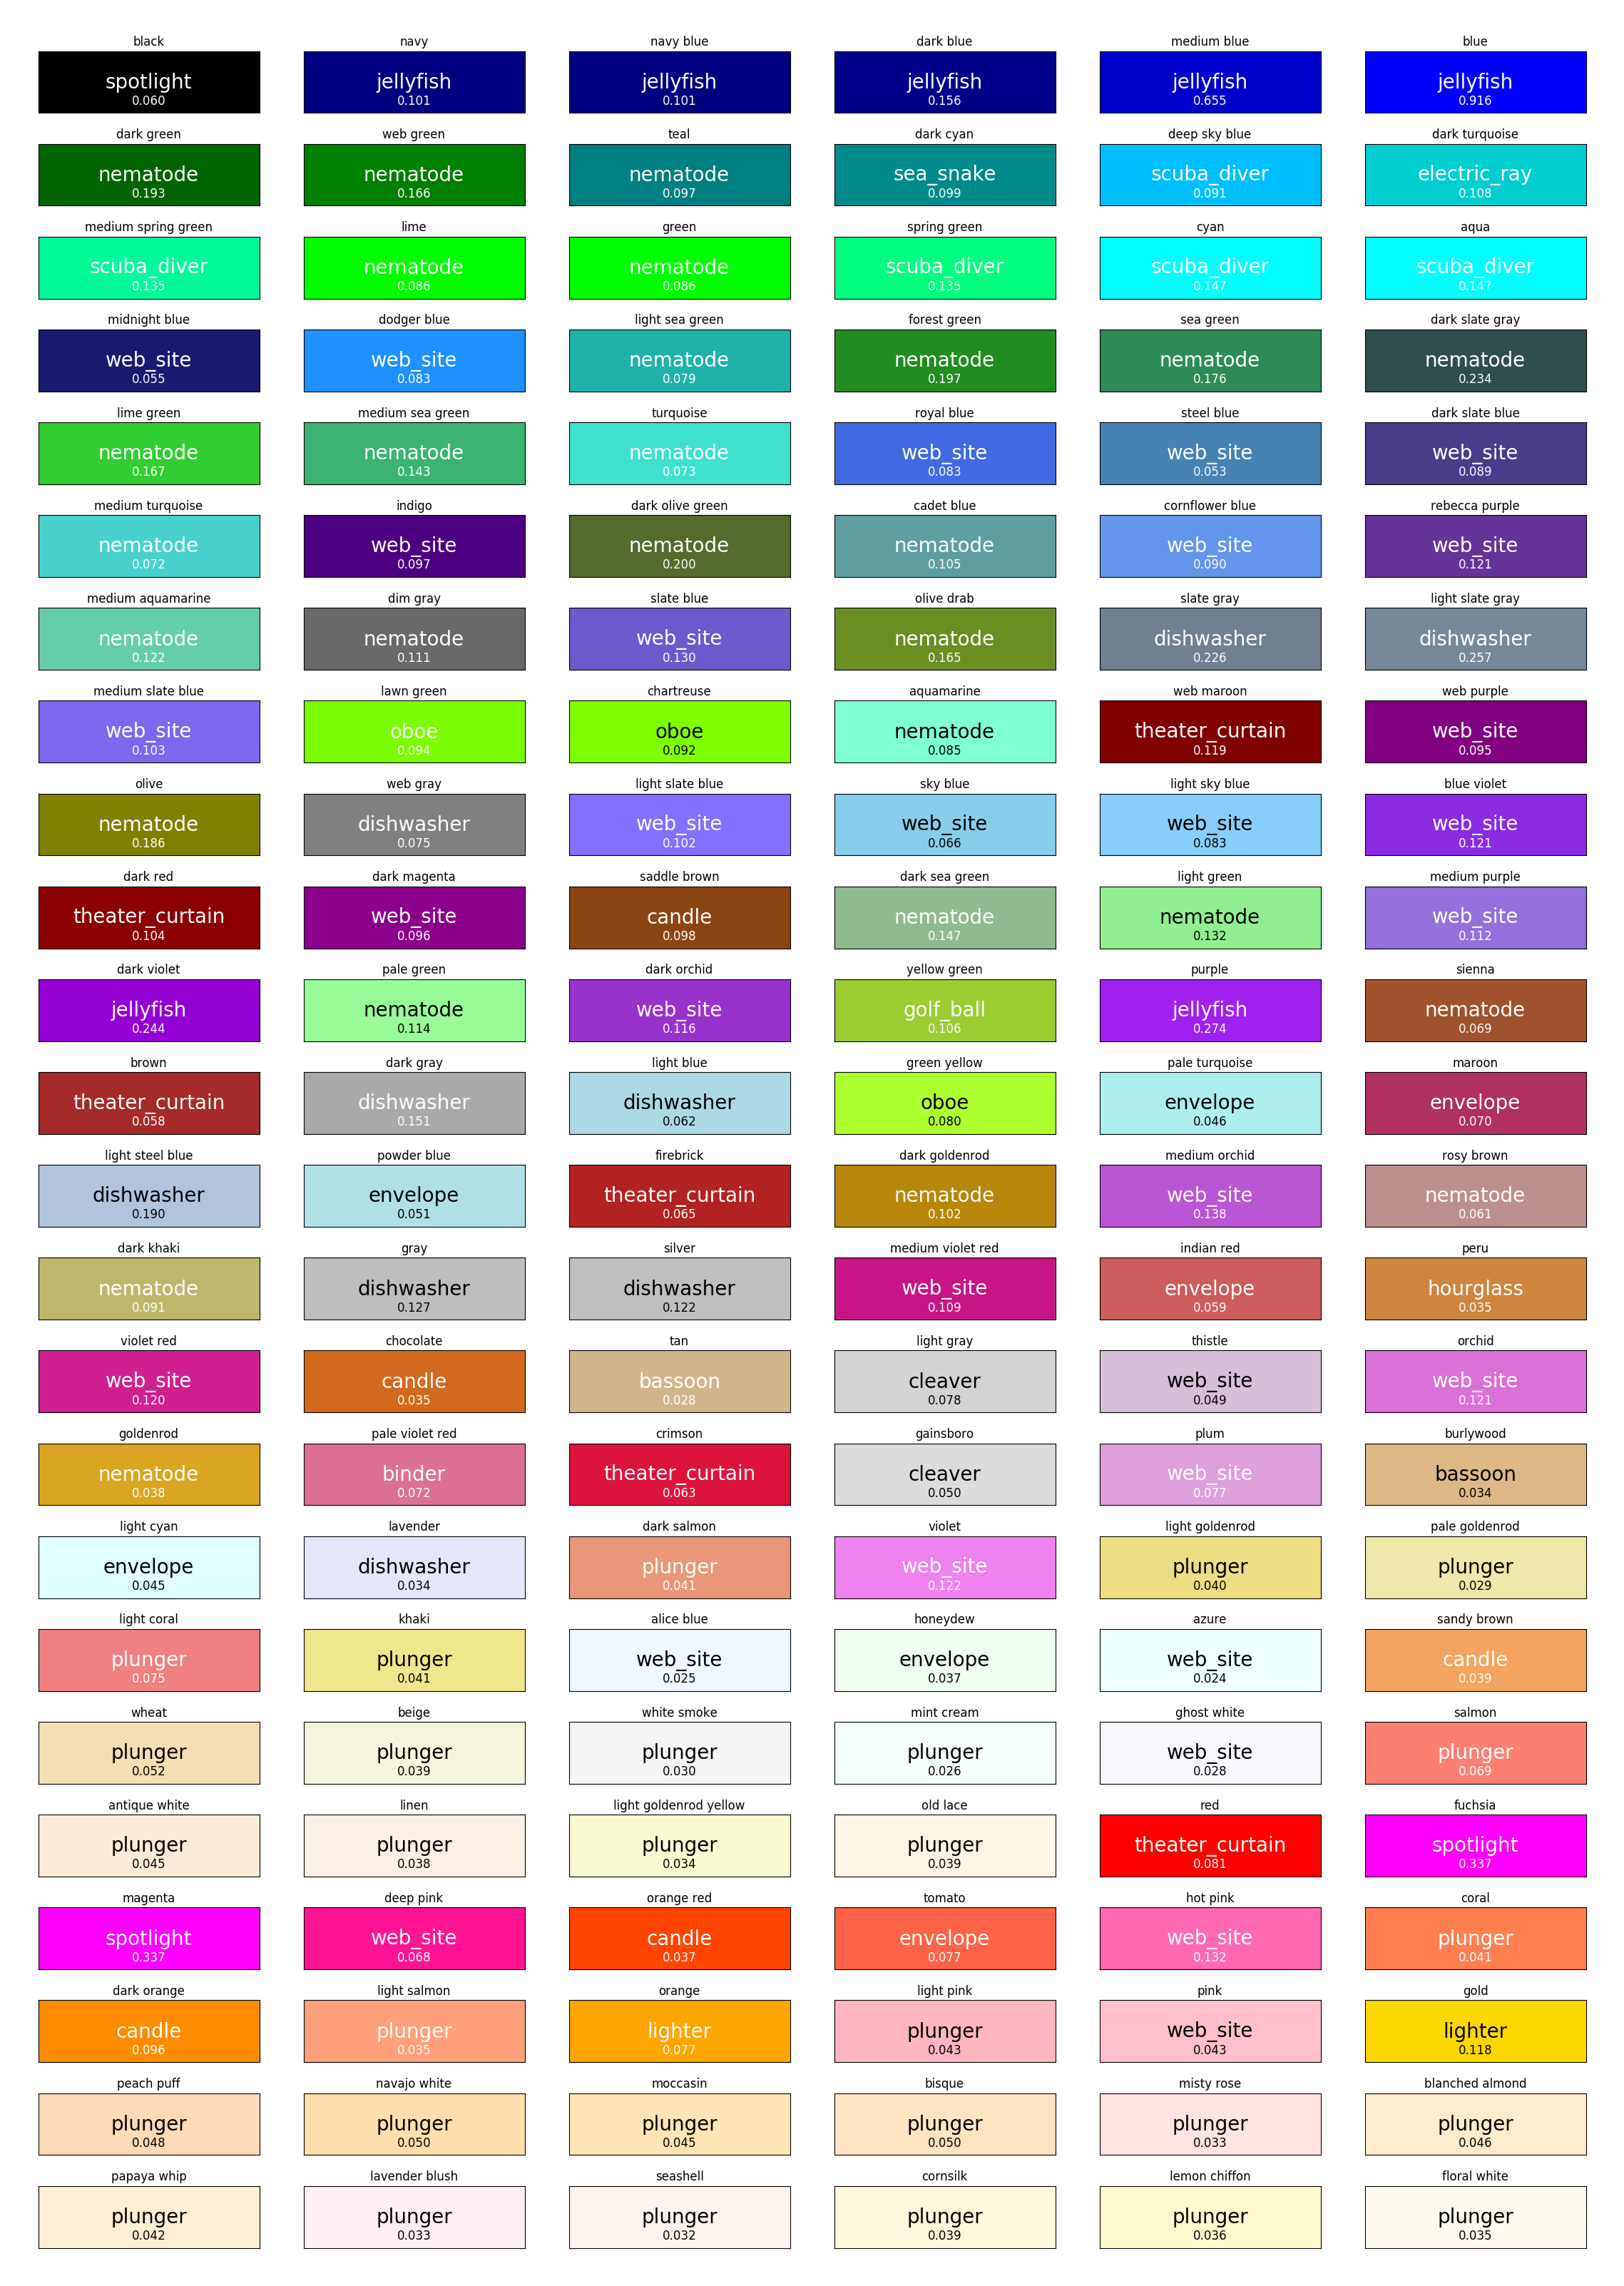 black navy navy blue dark blue medium blue blue
spotlight jellyfish jellyfish jellyfish jellyfish jellyfish
0.060 0.101 0.101 0.156 0.655 0.916
dark green web green teal dark cyan deep sky blue dark turquoise
nematode nematode nematode sea_snake scuba_diver electric_ray
0.193 0.166 0.097 0.099 0.091 0.108
medium spring green lime green spring green cyan aqua
scuba_diver nematode nematode scuba_diver scuba_diver scuba_diver
0.135 0.086 0.086 0.135 0.147 0.147
midnight blue dodger blue light sea green forest green sea green dark slate gray
web_site web_site nematode nematode nematode nematode
0.055 0.083 0.079 0.197 0.176 0.234
lime green medium sea green turquoise royal blue steel blue dark slate blue
nematode nematode nematode web_site web_site web_site
0.167 0.143 0.073 0.083 0.053 0.089
medium turquoise indigo dark olive green cadet blue cornflower blue rebecca purple
nematode web_site nematode nematode web_site web_site
0.072 0.097 0.200 0.105 0.090 0.121
medium aquamarine dim gray slate blue olive drab slate gray light slate gray
nematode nematode web_site nematode dishwasher dishwasher
0.122 0.111 0.130 0.165 0.226 0.257
medium slate blue lawn green chartreuse aquamarine web maroon web purple
web_site oboe oboe nematode theater_curtain web_site
0.103 0.094 0.092 0.085 0.119 0.095
olive web gray light slate blue sky blue light sky blue blue violet
nematode dishwasher web_site web_site web_site web_site
0.186 0.075 0.102 0.066 0.083 0.121
dark red dark magenta saddle brown dark sea green light green medium purple
theater_curtain web_site candle nematode nematode web_site
0.104 0.096 0.098 0.147 0.132 0.112
dark violet pale green dark orchid yellow green purple sienna
jellyfish nematode web_site golf_ball jellyfish nematode
0.244 0.114 0.116 0.106 0.274 0.069
brown dark gray light blue green yellow pale turquoise maroon
theater_curtain dishwasher dishwasher oboe envelope envelope
0.058 0.151 0.062 0.080 0.046 0.070
light steel blue powder blue firebrick dark goldenrod medium orchid rosy brown
dishwasher envelope theater_curtain nematode web_site nematode
0.190 0.051 0.065 0.102 0.138 0.061
dark khaki gray silver medium violet red indian red peru
nematode dishwasher dishwasher web_site envelope hourglass
0.091 0.127 0.122 0.109 0.059 0.035
violet red chocolate tan light gray thistle orchid
web_site candle bassoon cleaver web_site web_site
0.120 0.035 0.028 0.078 0.049 0.121
goldenrod pale violet red crimson gainsboro plum burlywood
nematode binder theater_curtain cleaver web_site bassoon
0.038 0.072 0.063 0.050 0.077 0.034
light cyan lavender dark salmon violet light goldenrod pale goldenrod
envelope dishwasher plunger web_site plunger plunger
0.045 0.034 0.041 0.122 0.040 0.029
light coral khaki alice blue honeydew azure sandy brown
plunger plunger web_site envelope web_site candle
0.075 0.041 0.025 0.037 0.024 0.039
wheat beige white smoke mint cream ghost white salmon
plunger plunger plunger plunger web_site plunger
0.052 0.039 0.030 0.026 0.028 0.069
antique white linen light goldenrod yellow old lace red fuchsia
plunger plunger plunger plunger theater_curtain spotlight
0.045 0.038 0.034 0.039 0.081 0.337
magenta deep pink orange red tomato hot pink coral
spotlight web_site candle envelope web_site plunger
0.337 0.068 0.037 0.077 0.132 0.041
dark orange light salmon orange light pink pink gold
candle plunger lighter plunger web_site lighter
0.096 0.035 0.077 0.043 0.043 0.118
peach puff navajo white moccasin bisque misty rose blanched almond
plunger plunger plunger plunger plunger plunger
0.048 0.050 0.045 0.050 0.033 0.046
papaya whip lavender blush seashell cornsilk lemon chiffon floral white
plunger plunger plunger plunger plunger plunger
0.042 0.033 0.032 0.039 0.036 0.035